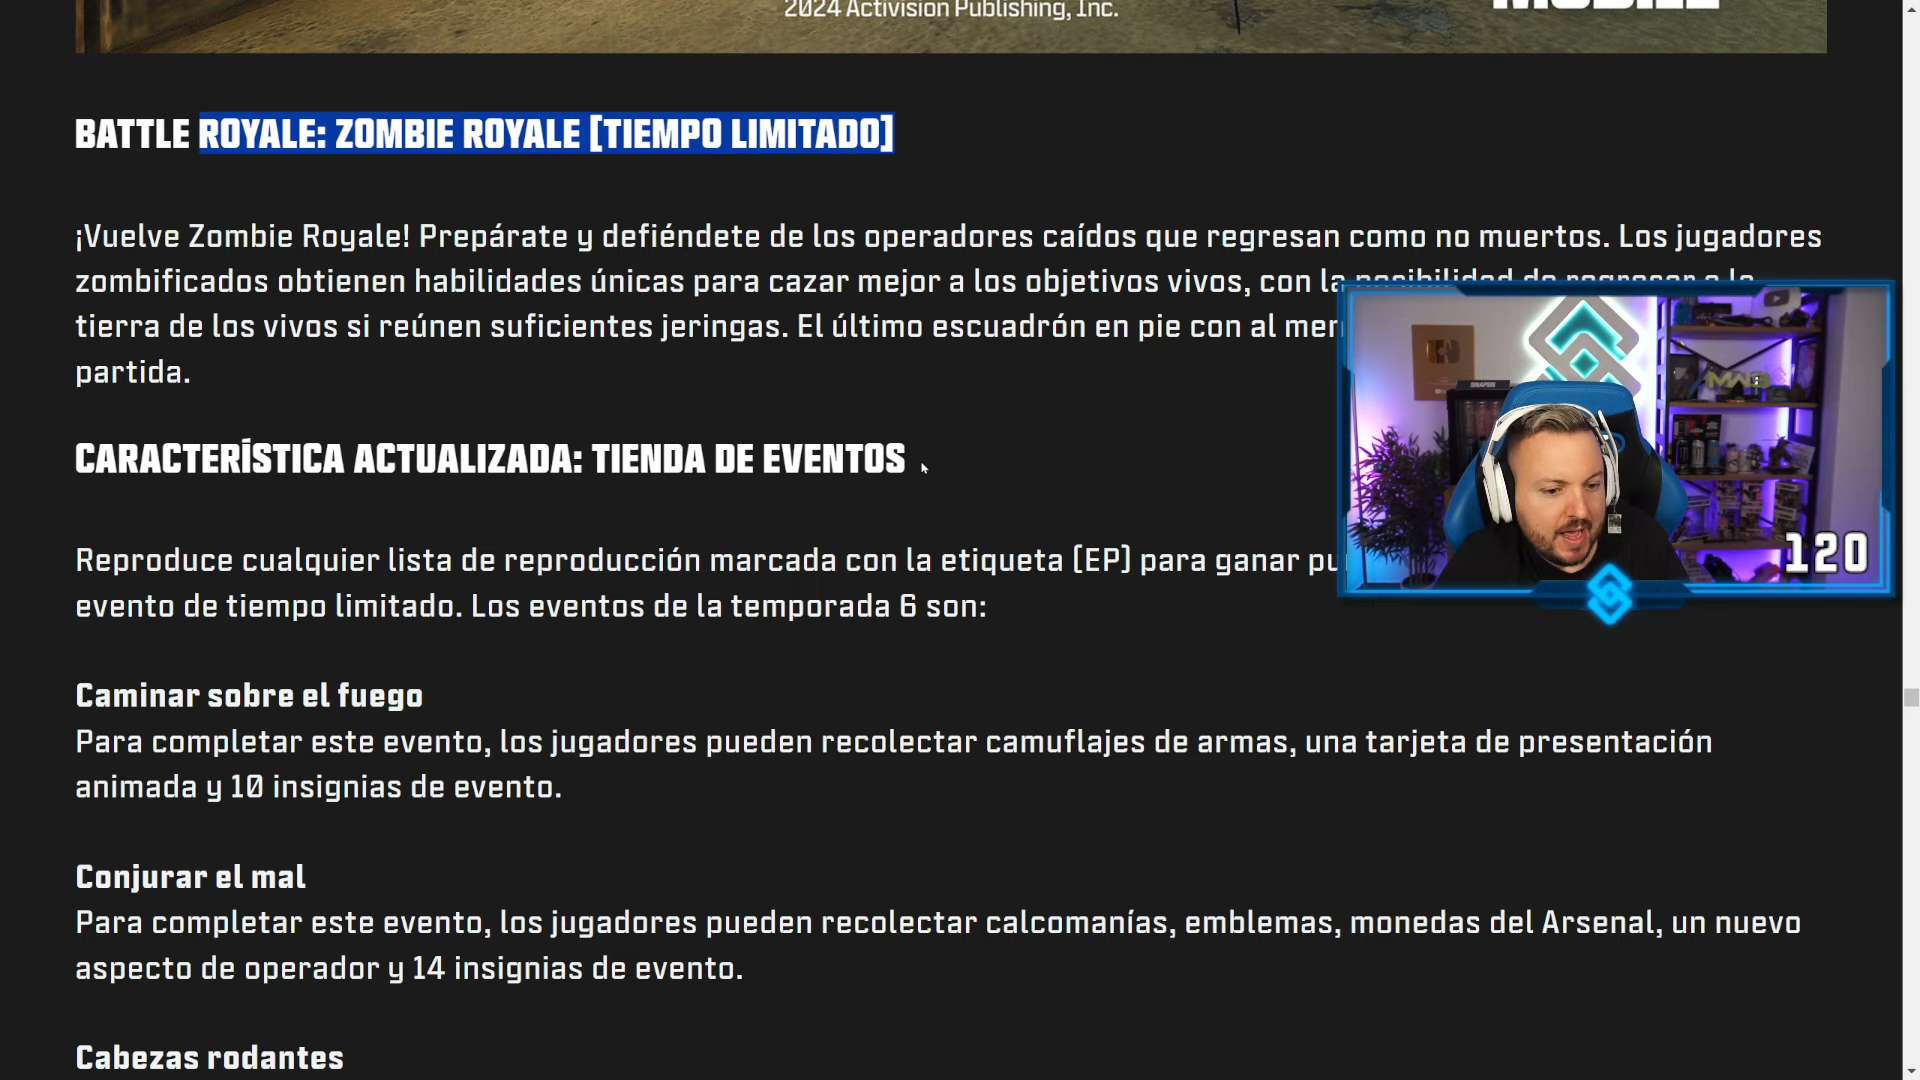 2024 Activision Publishing, Inc.
BATTLE ROYALE: ZOMBIE ROYALE [TIEMPO LIMITADO]
¡Vuelve Zombie Royale! Prepárate y defiéndete de los operadores caídos que regresan como no muertos. Los jugadores
zombificados obtienen habilidades únicas para cazar mejor a los objetivos vivos, con la posibilidad de regresar a la
tierra de los vivos si reúnen suficientes jeringas. El último escuadrón en pie con al
partida.
CARACTERÍSTICA ACTUALIZADA: TIENDA DE EVENTOS
SINAPSIS
MW3
120
Reproduce cualquier lista de reproducción marcada con la etiqueta (EP) para ganar
evento de tiempo limitado. Los eventos de la temporada 6 son:
Caminar sobre el fuego
Para completar este evento, los jugadores pueden recolectar camuflajes de armas, una tarjeta de presentación
animada y 10 insignias de evento.
Conjurar el mal
Para completar este evento, los jugadores pueden recolectar calcomanías, emblemas, monedas del Arsenal, un nuevo
aspecto de operador y 14 insignias de evento.
Cabezas rodantes